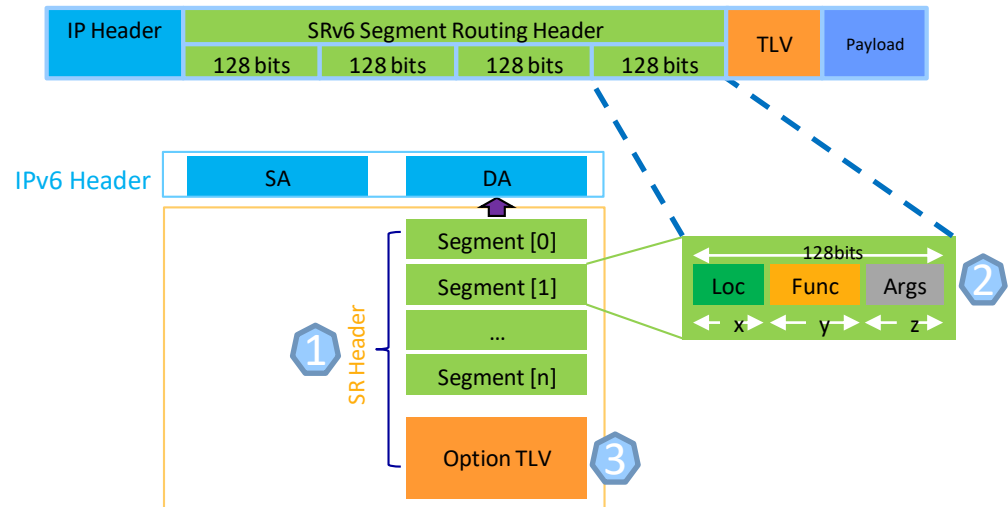 IP Header
SRv6 Segment Routing Header
TLV
Payload
128 bits
128 bits
128 bits
128 bits
IPv6 Header
SA
DA
Segment [0]
Segment [1]
...
Segment [n]
Option TLV
SR Header
1
3
128bits
Loc
Func
Args
x
y
z
2